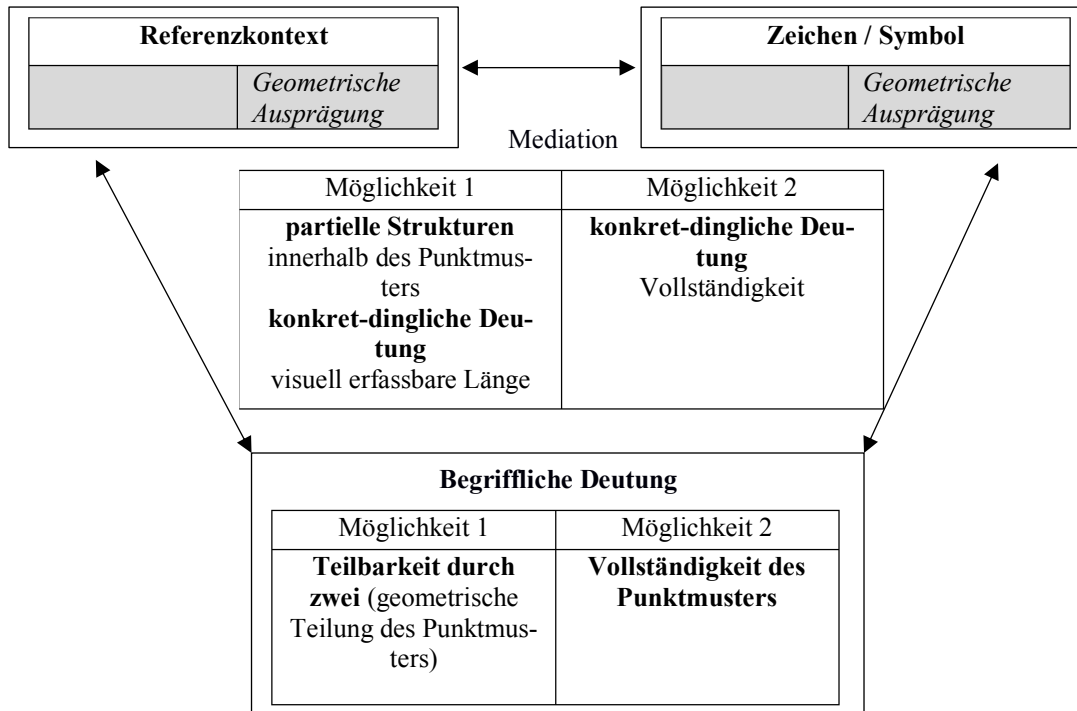 Referenzkontext
Geometrische
Ausprägung
Zeichen / Symbol
Geometrische
Ausprägung
Mediation
Möglichkeit 1
partielle Strukturen
innerhalb des Punktmus-
ters
konkret-dingliche Deu-
tung
visuell erfassbare Länge
Möglichkeit 2
konkret-dingliche Deu-
tung
Vollständigkeit
Begriffliche Deutung
Möglichkeit 1
Teilbarkeit durch
zwei (geometrische
Teilung des Punktmus-
ters)
Möglichkeit 2
Vollständigkeit des
Punktmusters